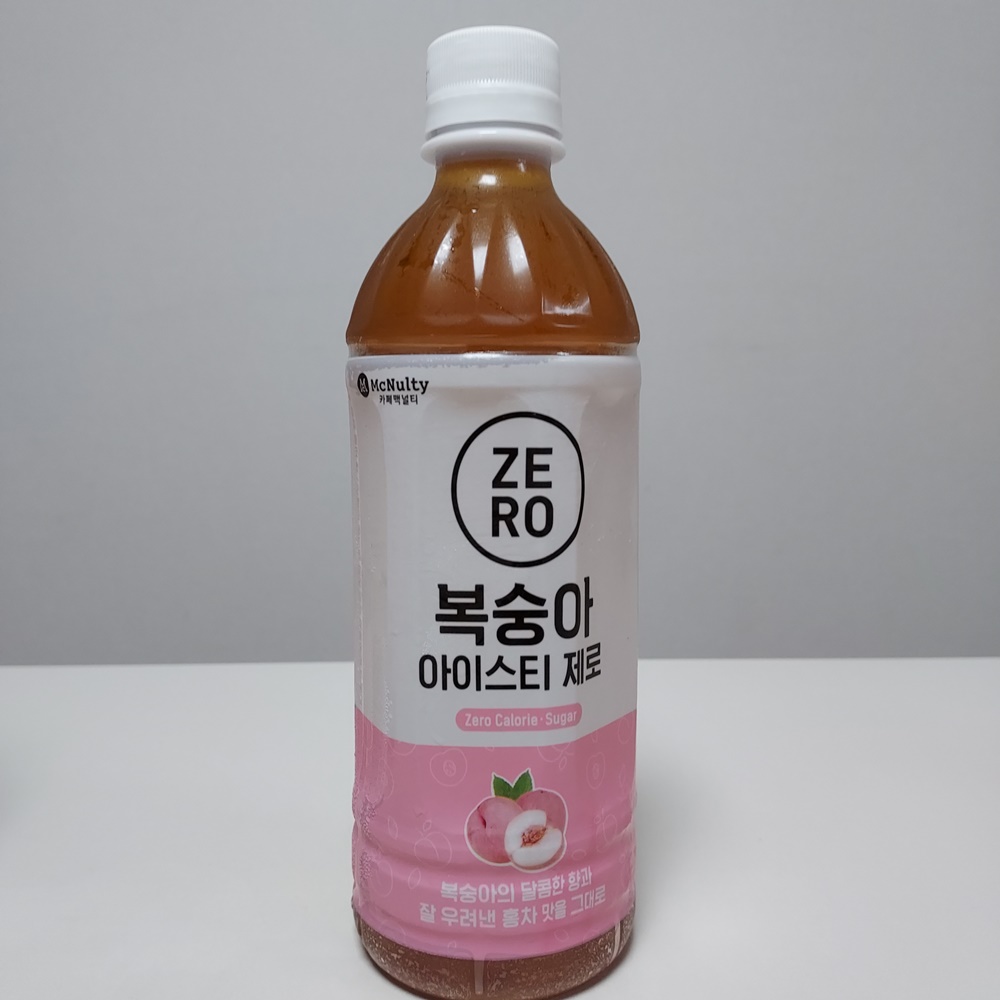 McNulty
카페맥널티
ZE
RO
복숭아
아이스티 제로
Zero Calorie · Sugar
복숭아의 달콤한 향과
잘 우려낸 홍차 맛을 그대로